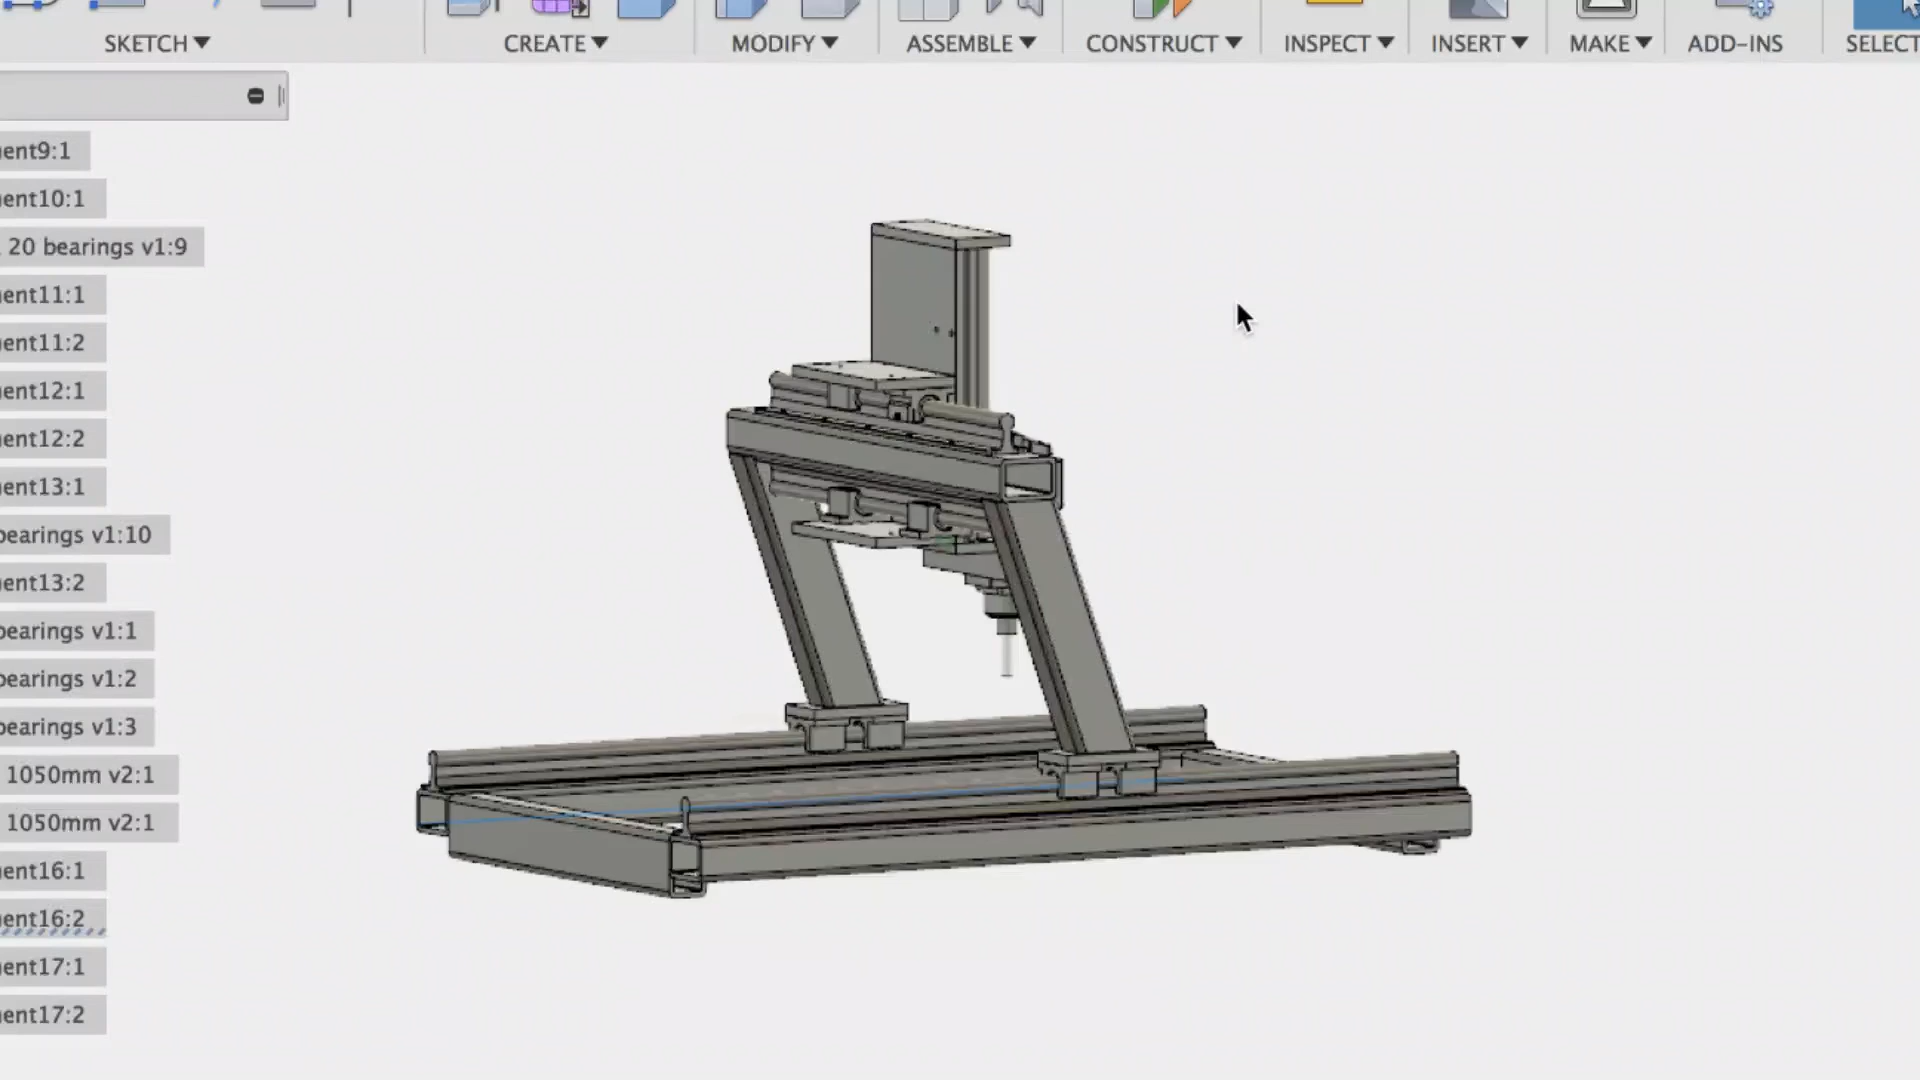 SKETCH
CREATE
MODIFY
ASSEMBLE
CONSTRUCT
INSPECT
INSERT
MAKE
ADD-INS
SELECT
ent9:1
ent10:1
20 bearings v1:9
ent11:1
ent11:2
ent12:1
ent12:2
ent13:1
bearings v1:10
ent13:2
bearings v1:1
bearings v1:2
bearings v1:3
1050mm v2:1
1050mm v2:1
ent16:1
ent16:2
ent17:1
ent17:2